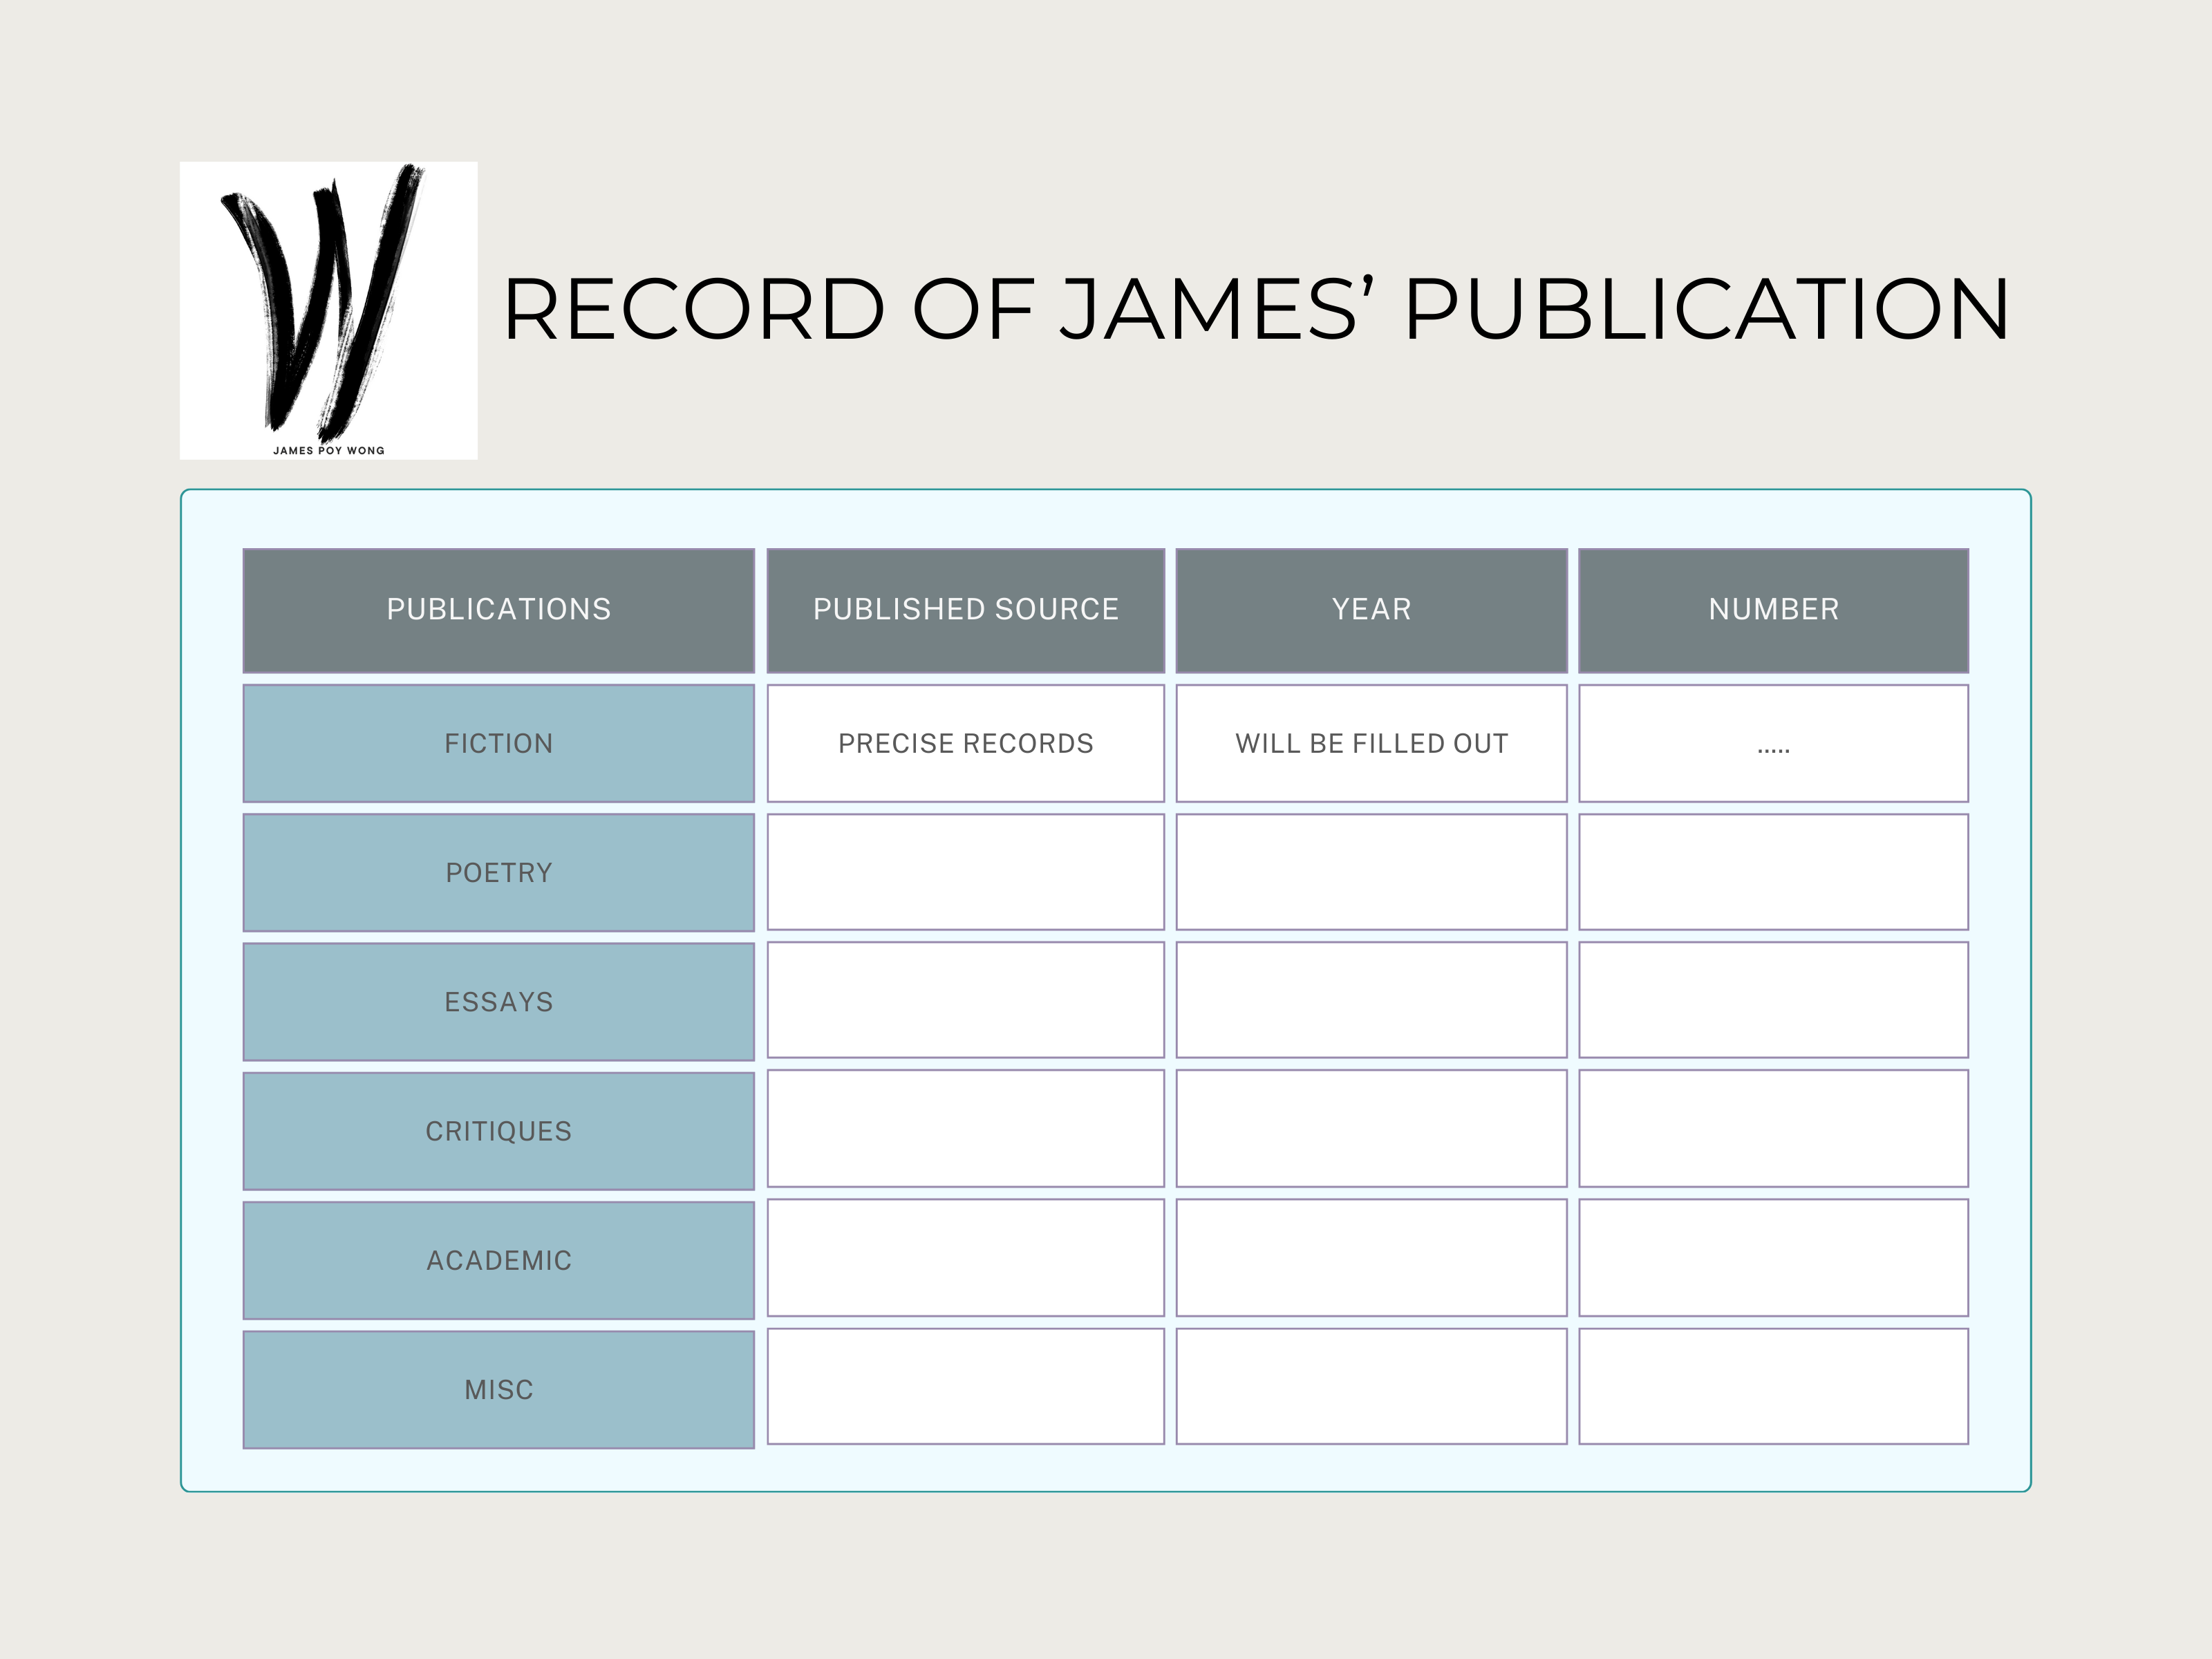 W
JAMES POY WONG
RECORD OF JAMES’ PUBLICATION
PUBLICATIONS PUBLISHED SOURCE YEAR NUMBER
FICTION PRECISE RECORDS WILL BE FILLED OUT .....
POETRY
ESSAYS
CRITIQUES
ACADEMIC
MISC